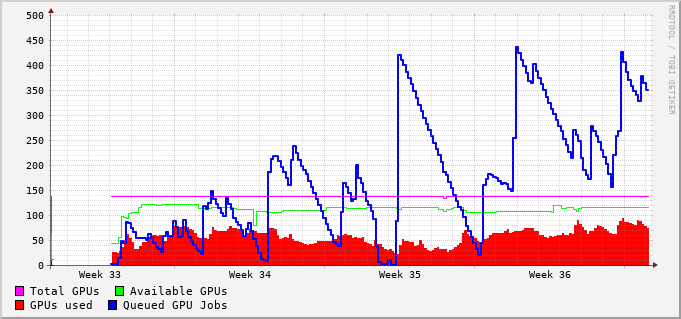 500
450
400
350
300
250
200
150
100
50
0
Week 33 Week 34 Week 35 Week 36
Total GPUs Available GPUs
GPUs used Queued GPU Jobs
RRDTOOL / TOBI OETIKER